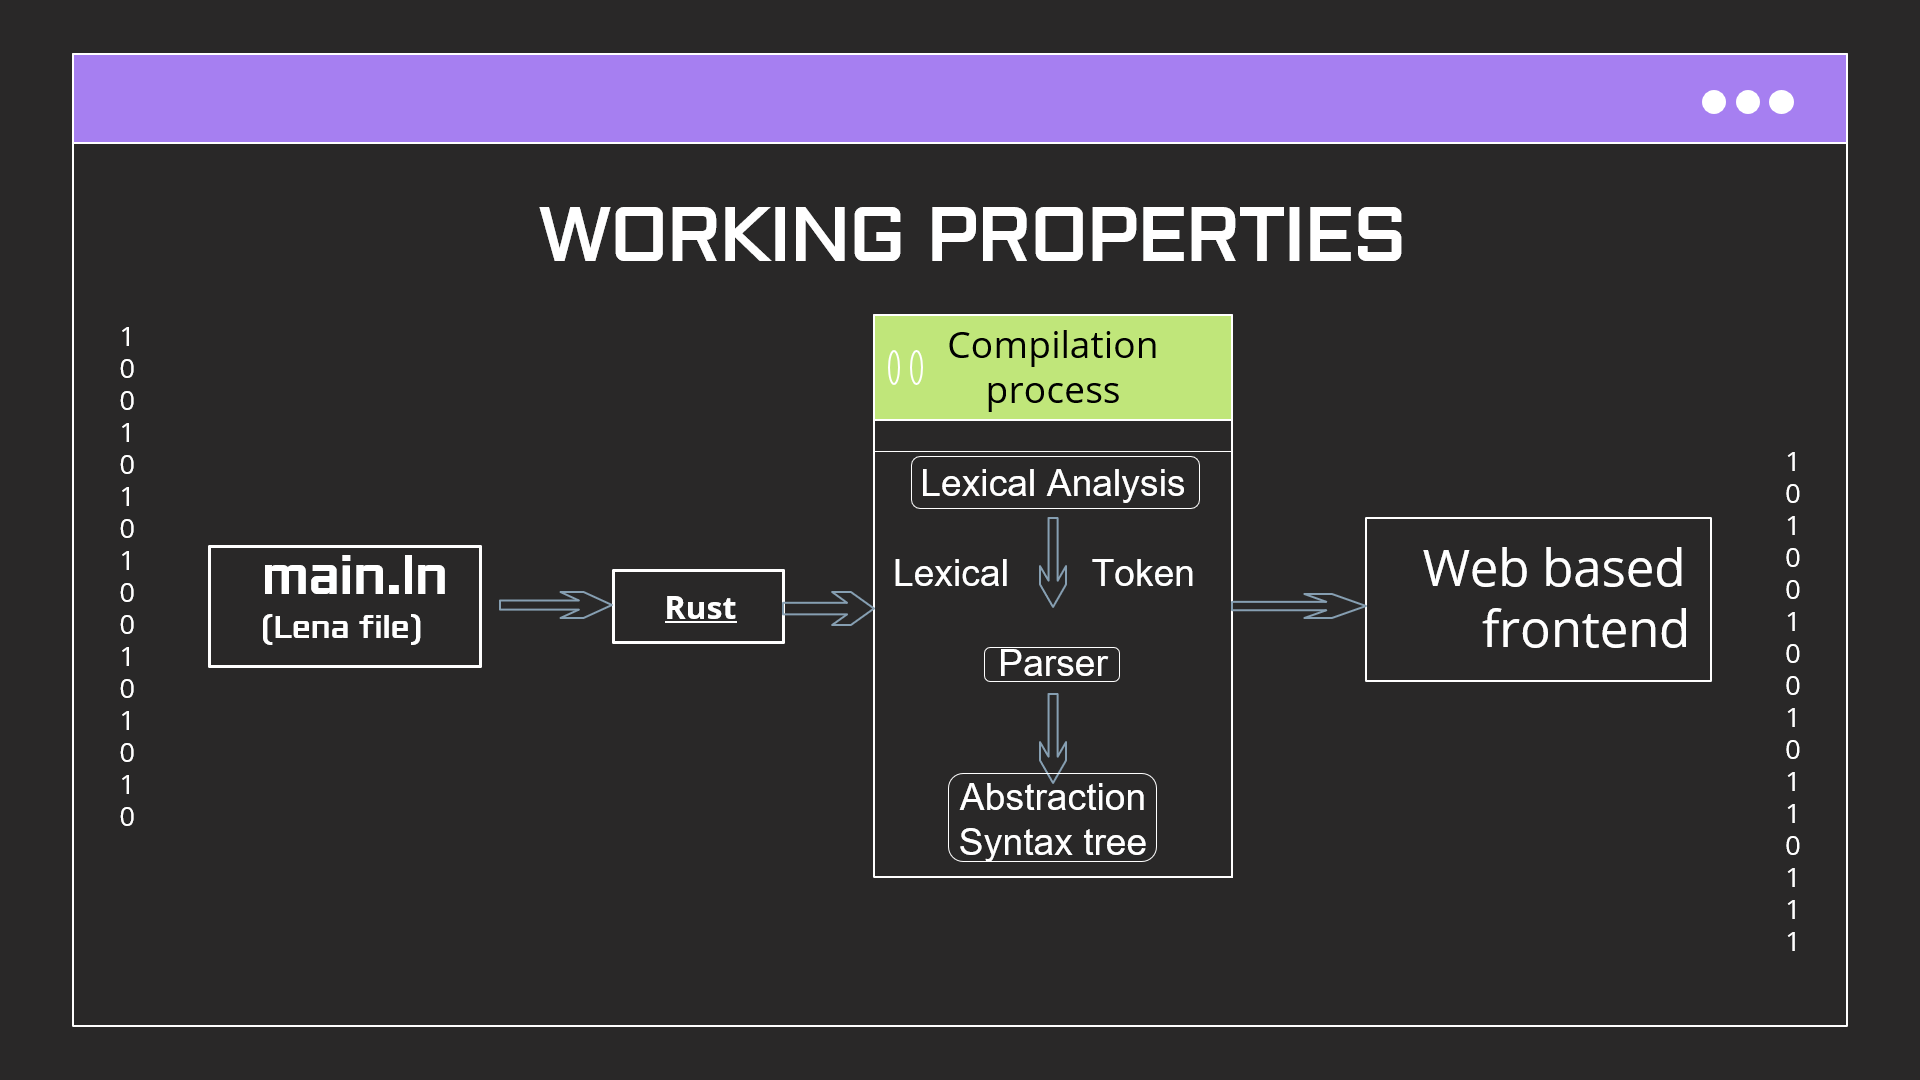 WORKING PROPERTIES
1
0
0
1
0
1
0
1
0
0
1
0
1
0
1
0
main.ln
(Lena file)
Rust
Compilation
process
Lexical Analysis
Lexical Token
Parser
Abstraction
Syntax tree
Web based
frontend
1
0
1
0
0
1
0
0
1
0
1
1
0
1
1
1